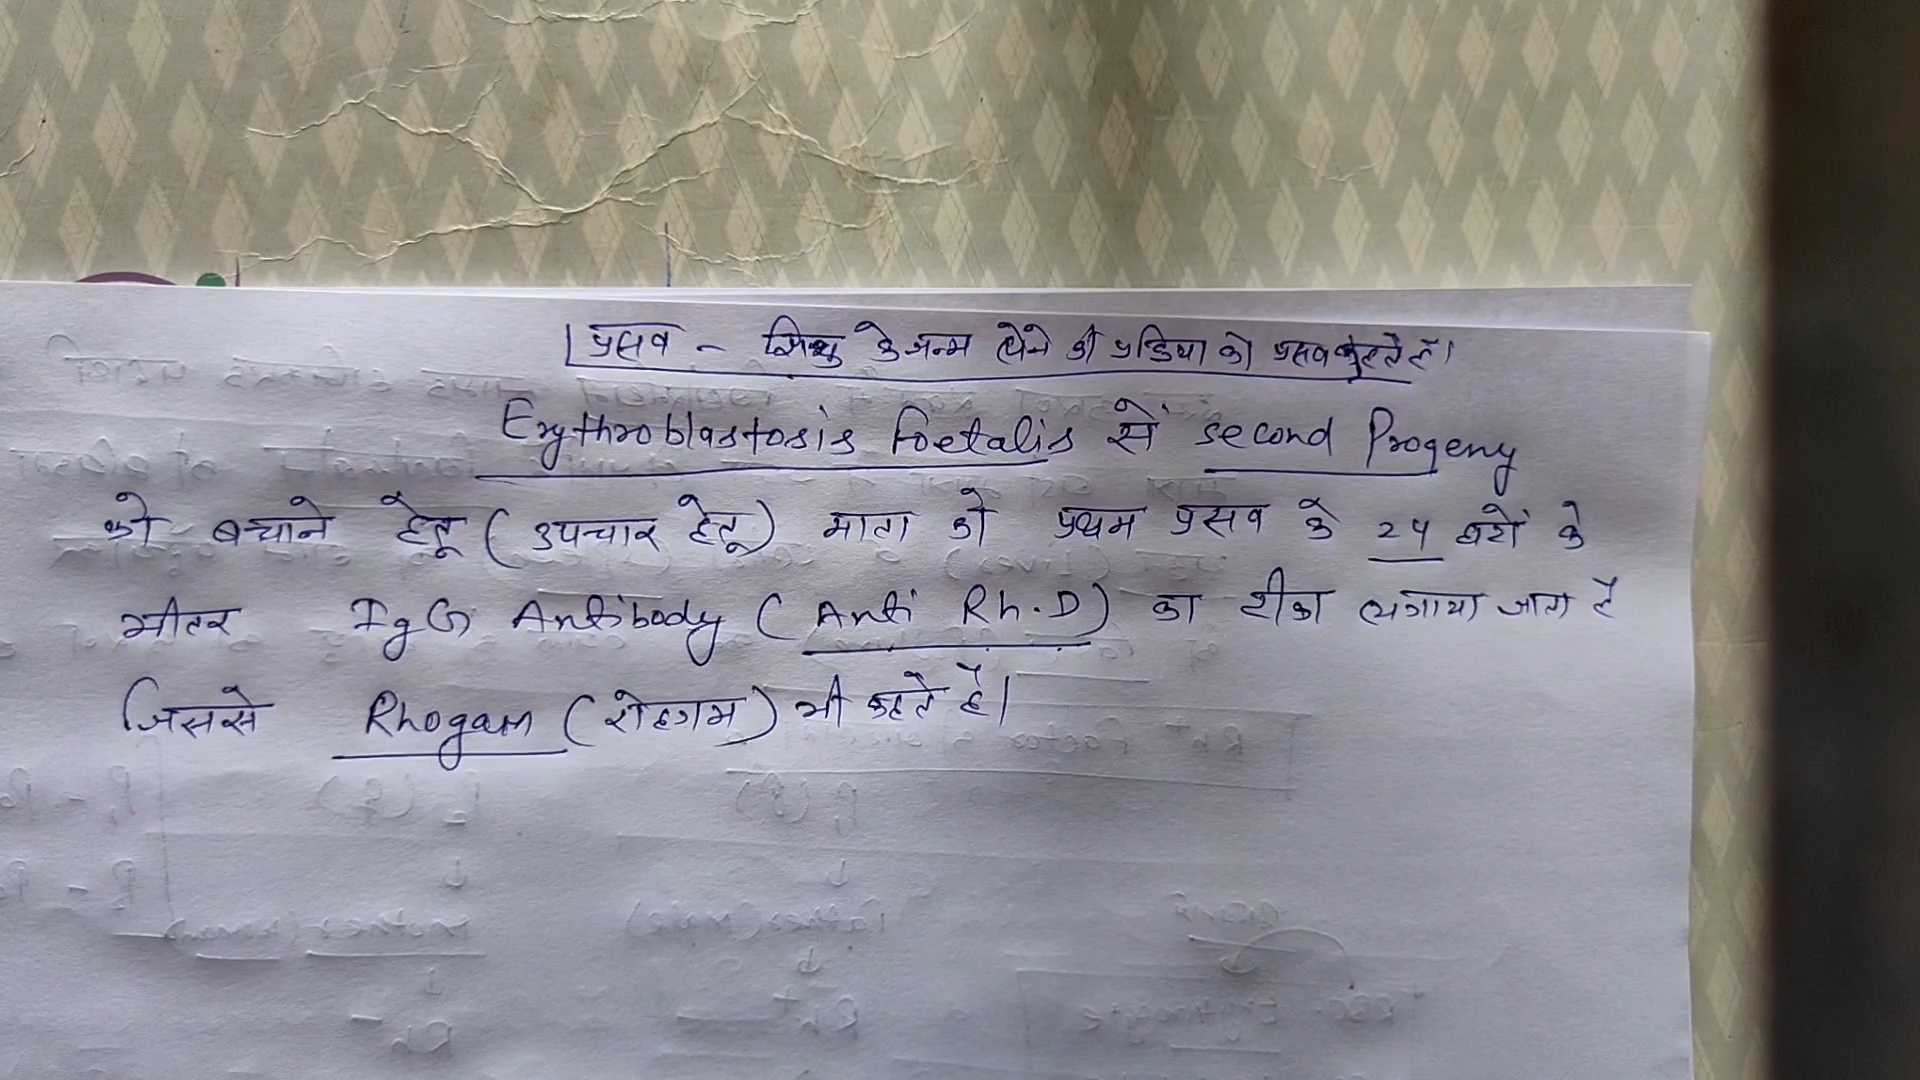 प्रसव - शिशु के जन्म लेने की प्रक्रिया को प्रसव कहते हैं।
Erythroblastosis Foetalis से second Progeny
को बचाने हेतू (उपचार हेतू) माता को प्रथम प्रसव के 24 घंटों के
भीतर IgG Antibody (Anti Rh.D) का टीका लगाया जाता है
जिससे Rhogam (रोहगम) भी कहते हैं।